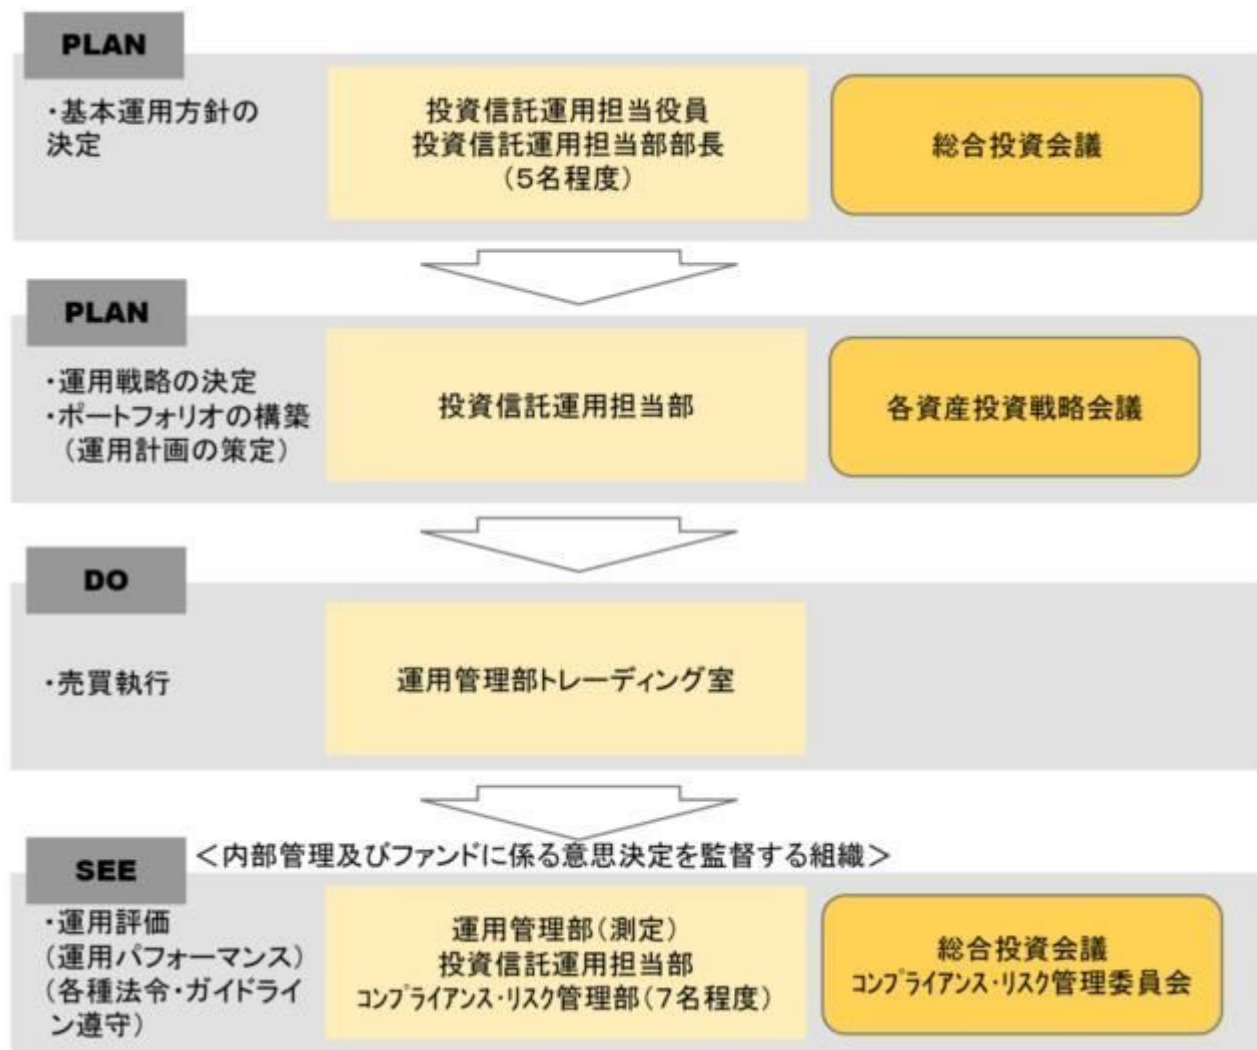 PLAN
・基本運用方針の
決定
投資信託運用担当役員
投資信託運用担当部部長
(5名程度)
総合投資会議
PLAN
・運用戦略の決定
・ポートフォリオの構築
(運用計画の策定)
投資信託運用担当部
各資産投資戦略会議
DO
・売買執行
運用管理部トレーディング室
SEE
<内部管理及びファンドに係る意思決定を監督する組織>
・運用評価
(運用パフォーマンス)
(各種法令・ガイドライ
ン遵守)
運用管理部(測定)
投資信託運用担当部
コンプライアンス・リスク管理部(7名程度)
総合投資会議
コンプライアンス・リスク管理委員会